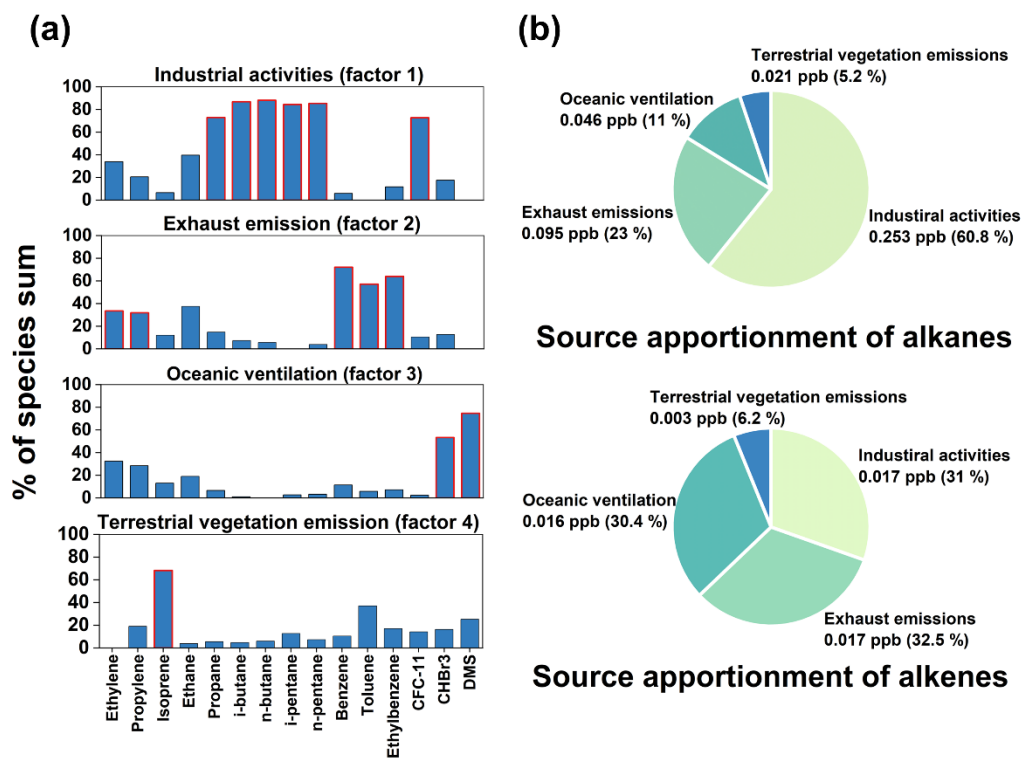 (a)
% of species sum
Industrial activities (factor 1)
100
80
60
40
20
0
Exhaust emission (factor 2)
100
80
60
40
20
0
Oceanic ventilation (factor 3)
100
80
60
40
20
0
Terrestrial vegetation emission (factor 4)
100
80
60
40
20
0
Ethylene
Propylene
Isoprene
Ethane
Propane
i-butane
n-butane
i-pentane
n-pentane
Benzene
Toluene
Ethylbenzene
CFC-11
CHBr3
DMS
(b)
Terrestrial vegetation emissions
0.021 ppb (5.2 %)
Oceanic ventilation
0.046 ppb (11 %)
Exhaust emissions
0.095 ppb (23 %)
Industiral activities
0.253 ppb (60.8 %)
Source apportionment of alkanes
Terrestrial vegetation emissions
0.003 ppb (6.2 %)
Industiral activities
0.017 ppb (31 %)
Oceanic ventilation
0.016 ppb (30.4 %)
Exhaust emissions
0.017 ppb (32.5 %)
Source apportionment of alkenes